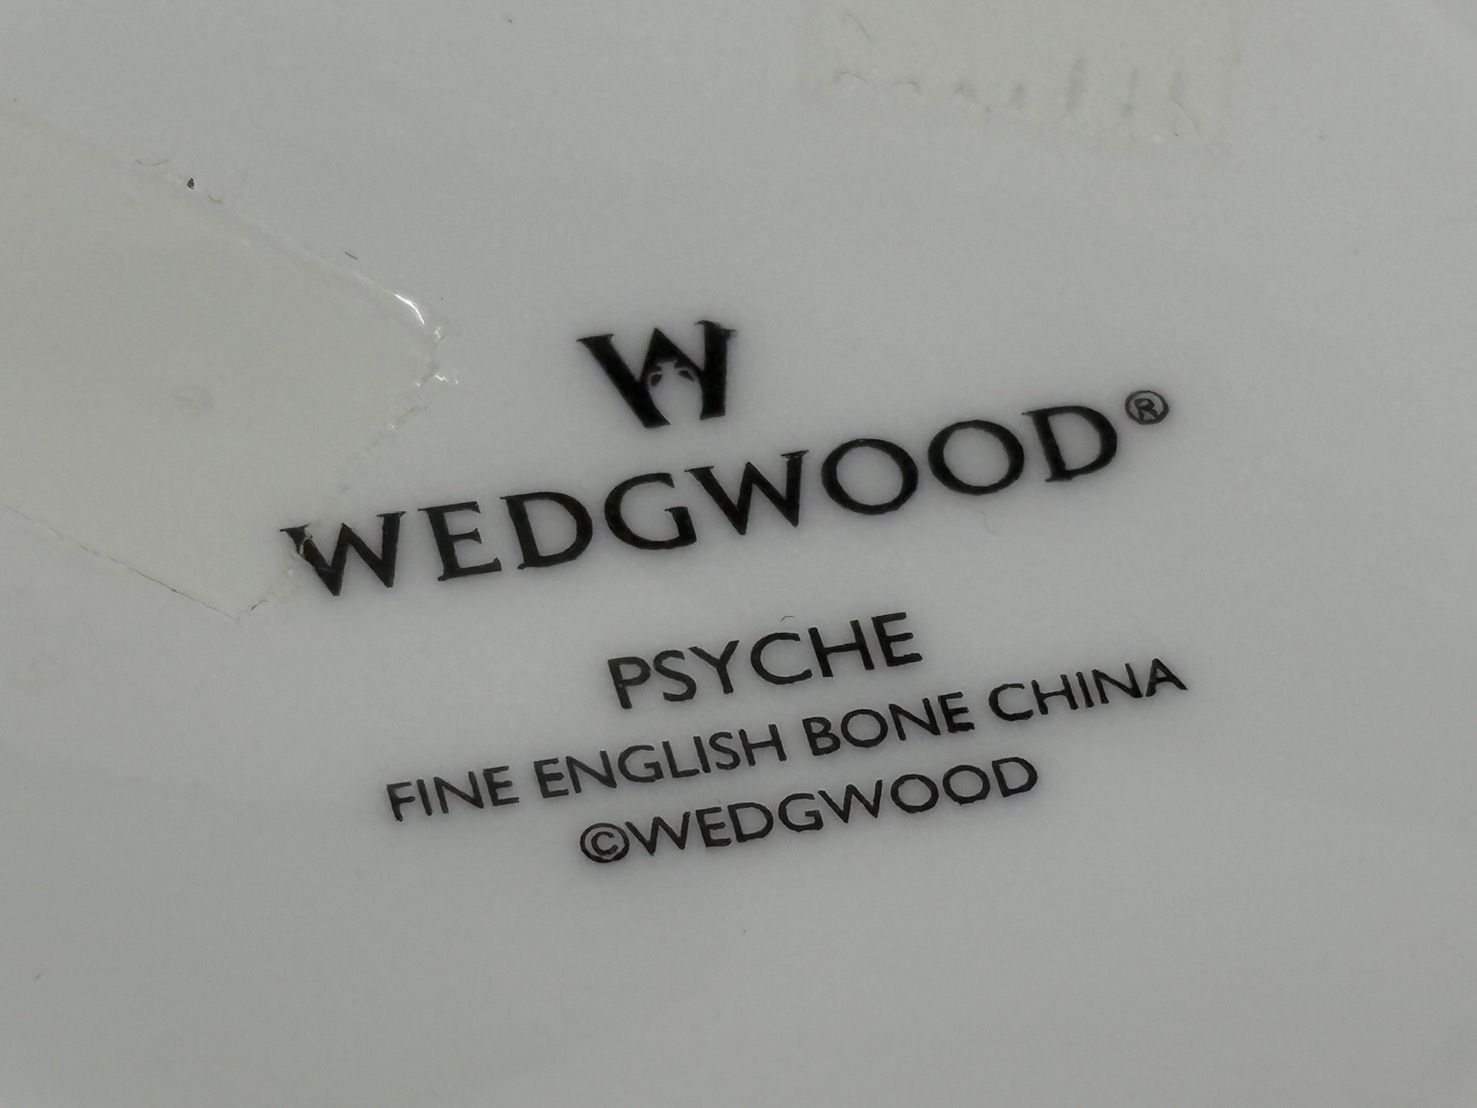 W
WEDGWOOD®
PSYCHE
FINE ENGLISH BONE CHINA
©WEDGWOOD